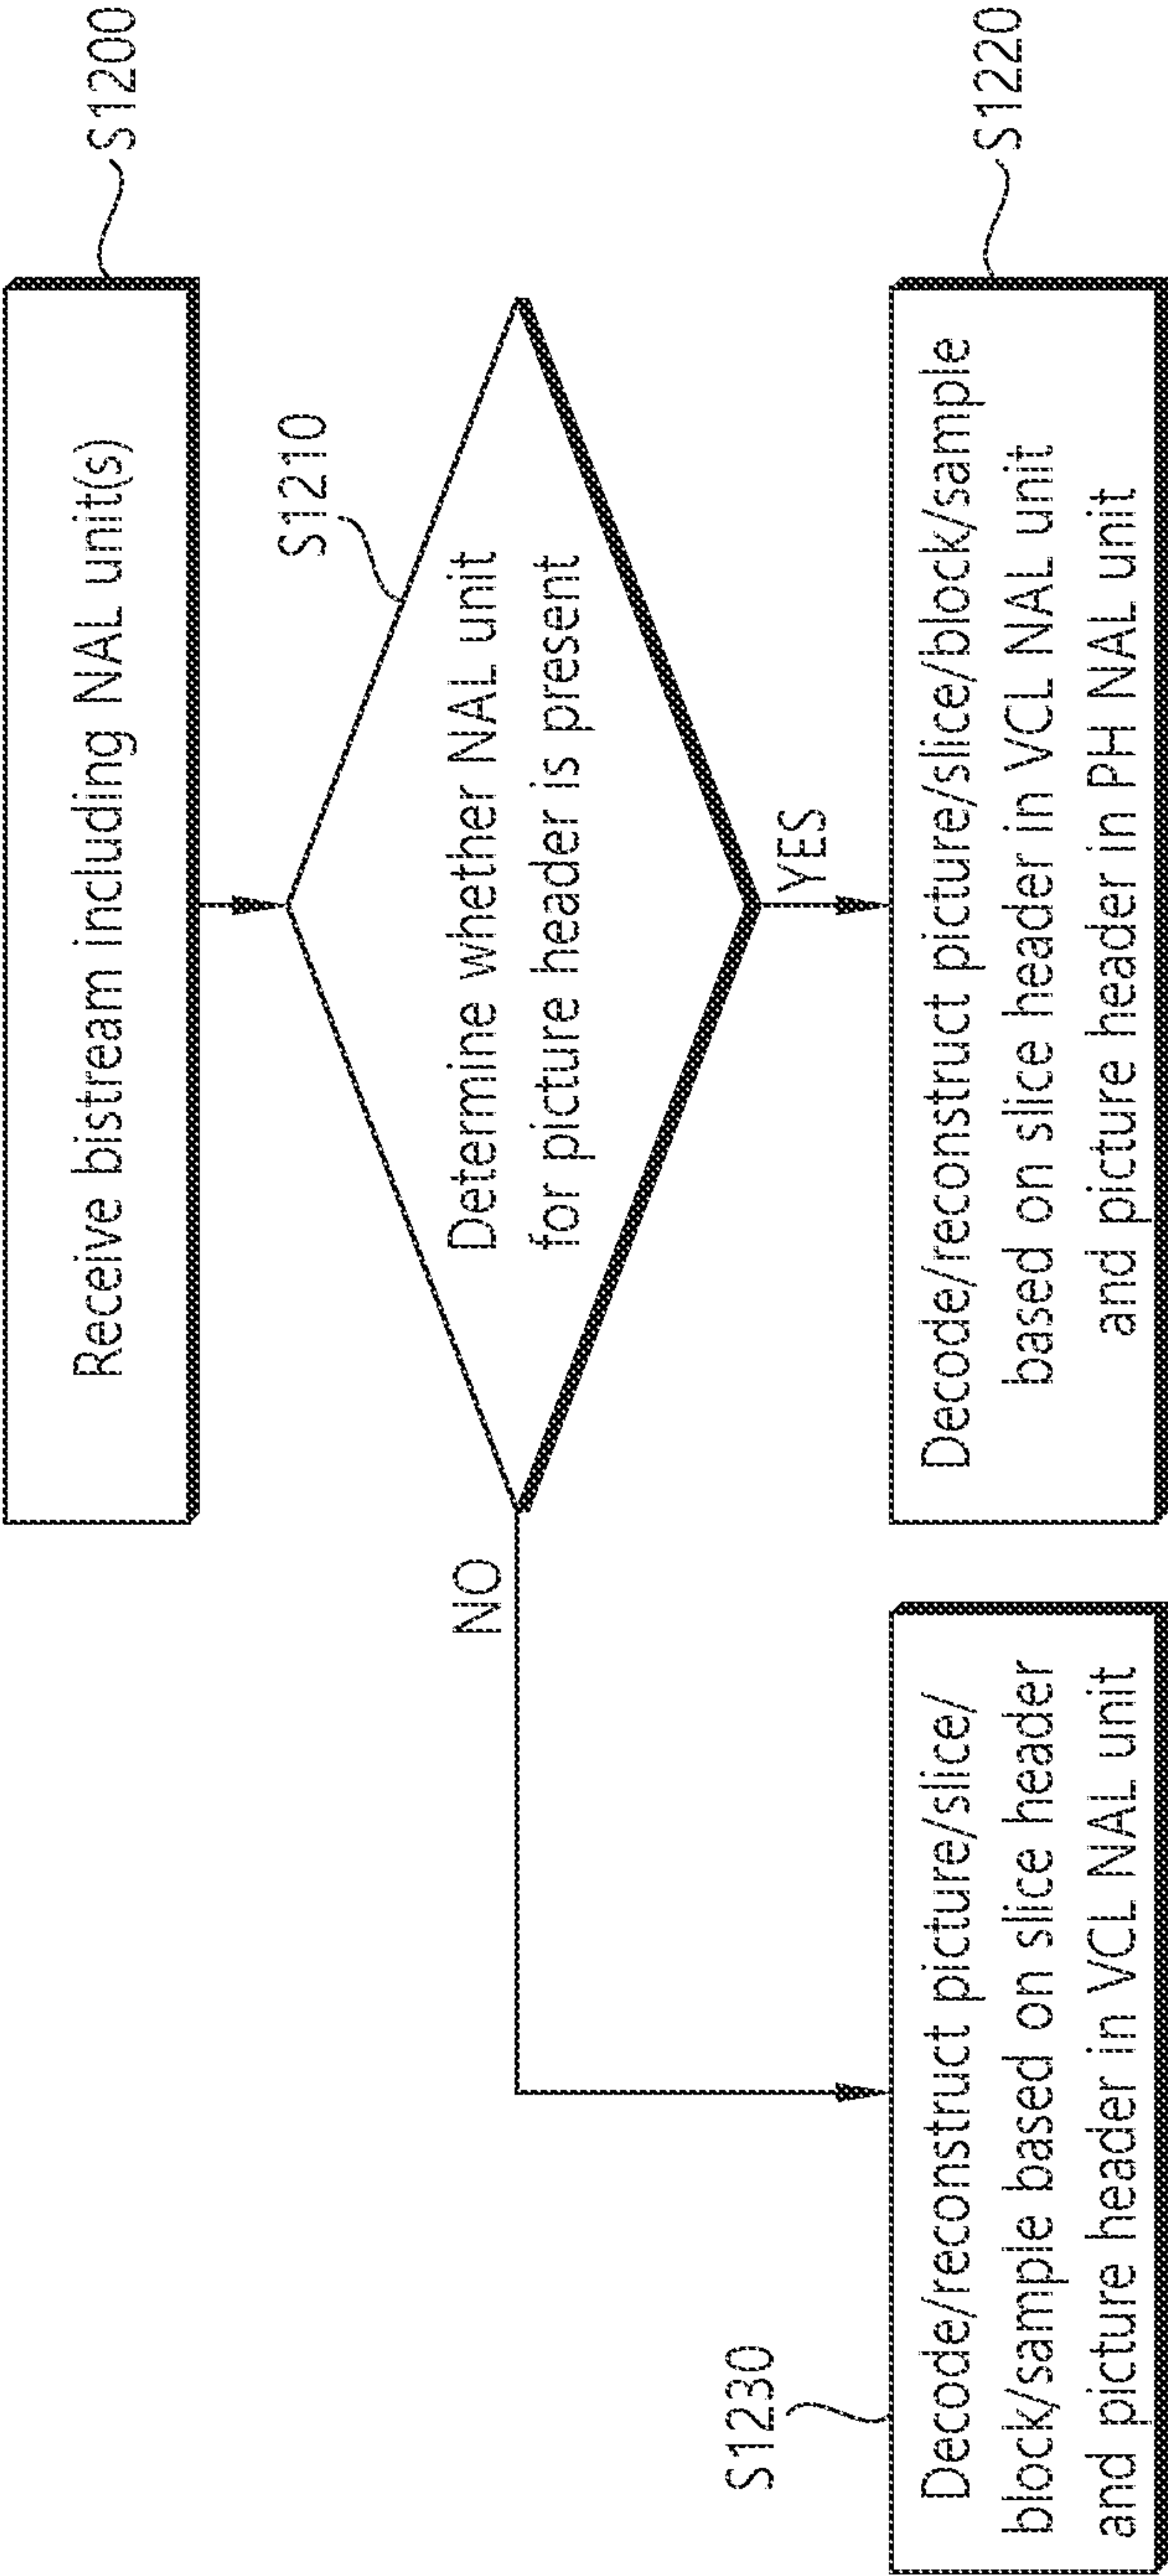 Receive bistream including NAL unit(s)
S1200
S1210
Determine whether NAL unit
for picture header is present
NO
YES
S1230
Decode/reconstruct picture/slice/
block/sample based on slice header
and picture header in VCL NAL unit
Decode/reconstruct picture/slice/block/sample
based on slice header in VCL NAL unit
and picture header in PH NAL unit
S1220